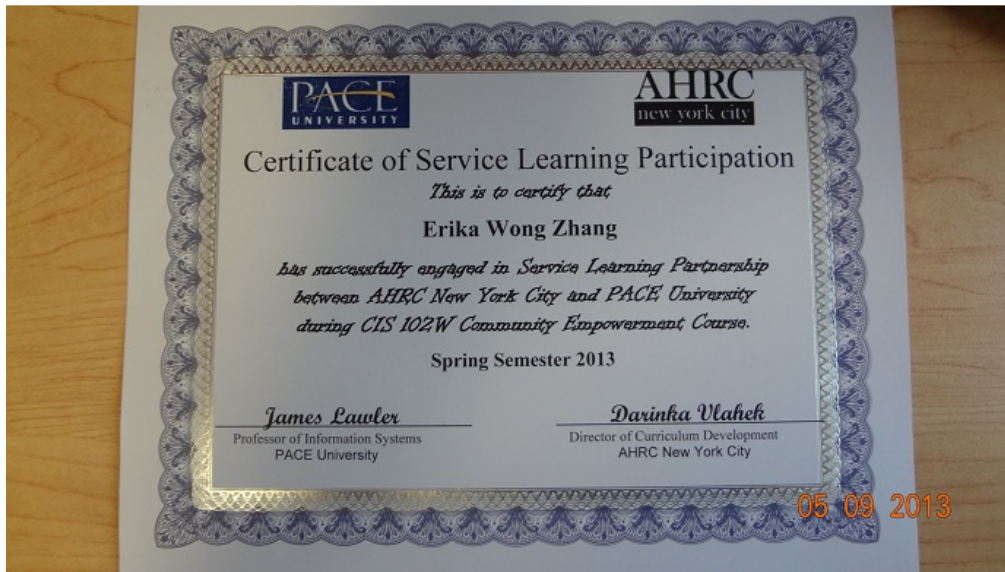 PACE
UNIVERSITY
AHRC
new york city
Certificate of Service Learning Participation
This is to certify that
Erika Wong Zhang
has successfully engaged in Service Learning Partnership
between AHRC New York City and PACE University
during CIS 102W Community Empowerment Course.
Spring Semester 2013
James Lawler
Professor of Information Systems
PACE University
Darinka Vlahek
Director of Curriculum Development
AHRC New York City
05 09 2013